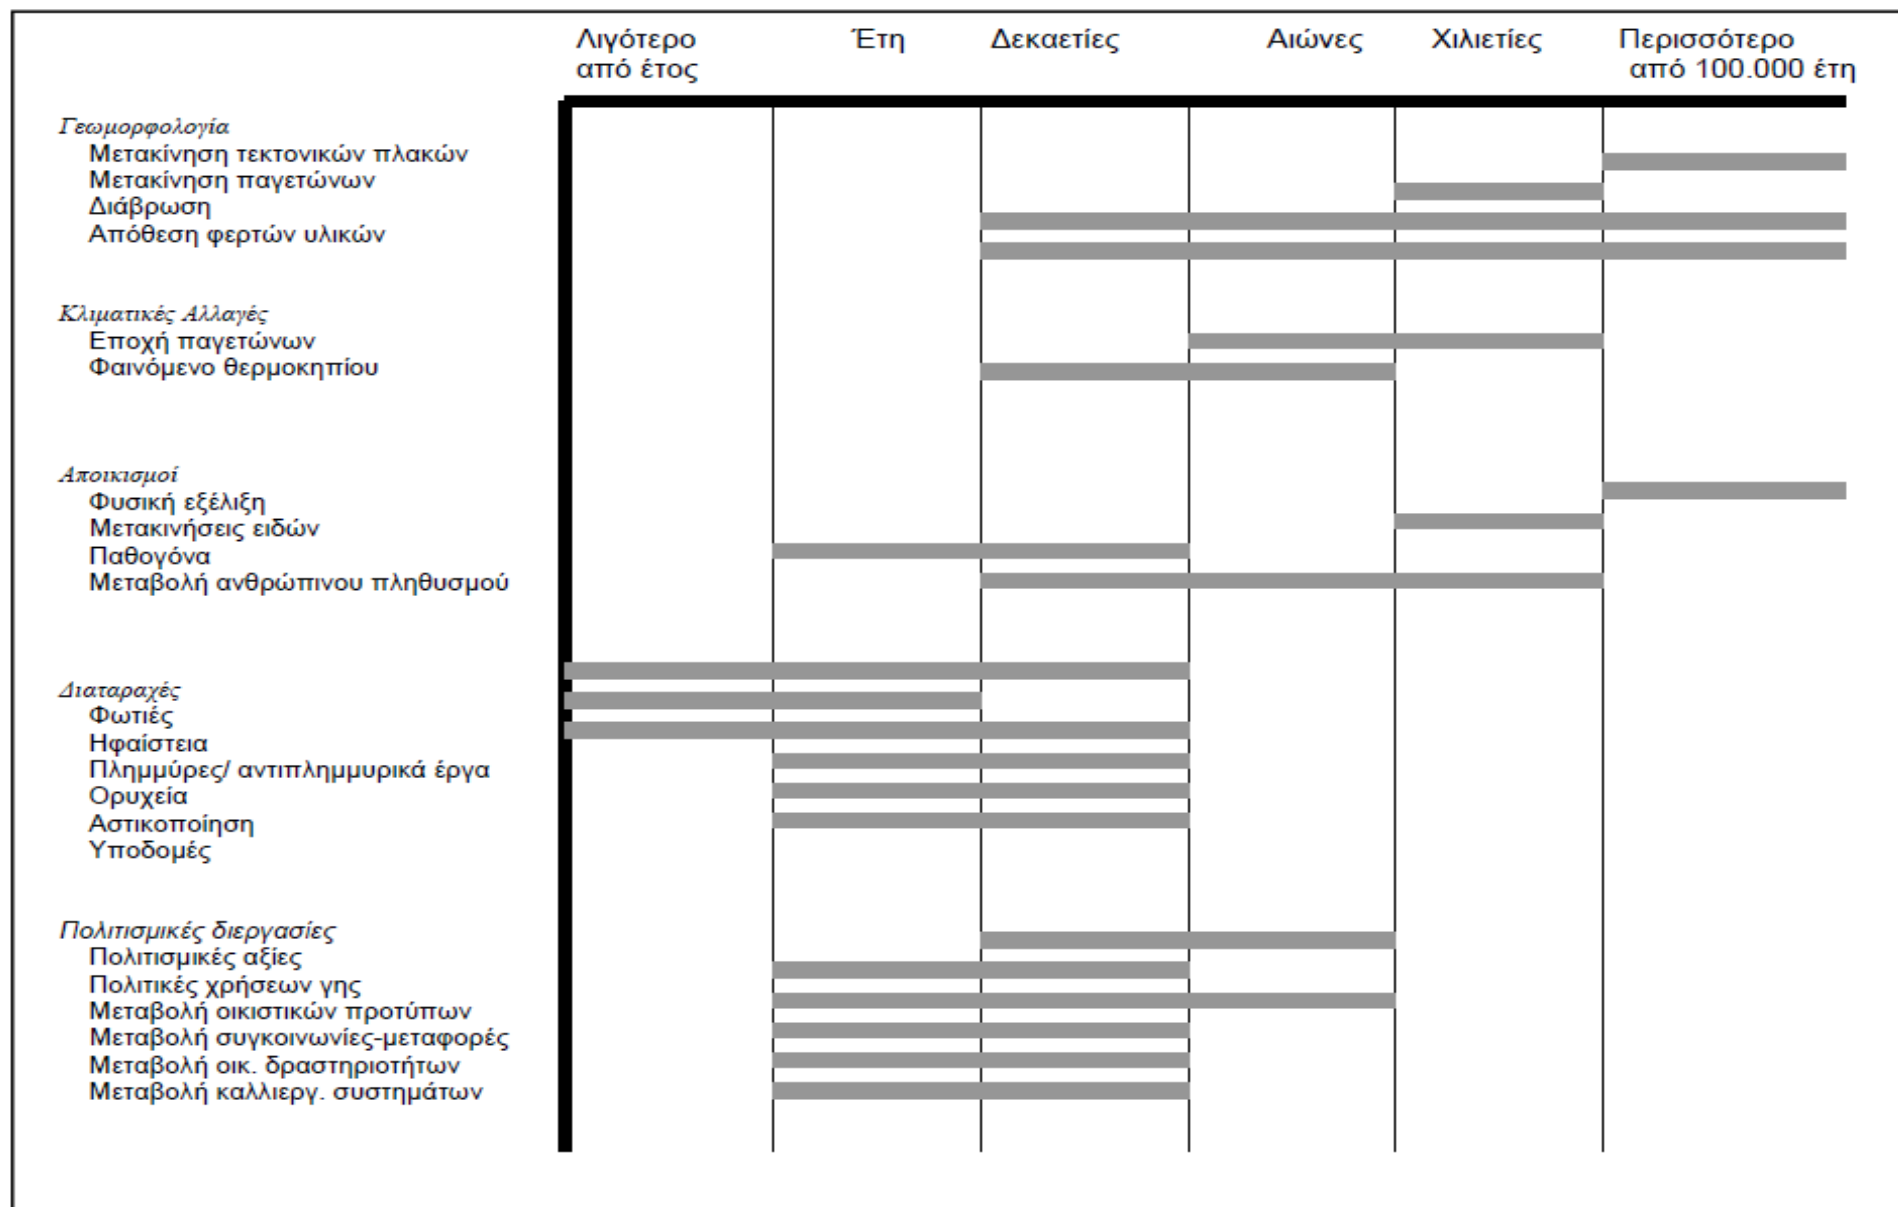 Λιγότερο
από έτος
Έτη
Δεκαετίες
Αιώνες
Χιλιετίες
Περισσότερο
από 100.000 έτη
Γεωμορφολογία
Μετακίνηση τεκτονικών πλακών
Μετακίνηση παγετώνων
Διάβρωση
Απόθεση φερτών υλικών
Κλιματικές Αλλαγές
Εποχή παγετώνων
Φαινόμενο θερμοκηπίου
Αποικισμοί
Φυσική εξέλιξη
Μετακινήσεις ειδών
Παθογόνα
Μεταβολή ανθρώπινου πληθυσμού
Διαταραχές
Φωτιές
Ηφαίστεια
Πλημμύρες/ αντιπλημμυρικά έργα
Ορυχεία
Αστικοποίηση
Υποδομές
Πολιτισμικές διεργασίες
Πολιτισμικές αξίες
Πολιτικές χρήσεων γης
Μεταβολή οικιστικών προτύπων
Μεταβολή συγκοινωνίες-μεταφορές
Μεταβολή οικ. δραστηριοτήτων
Μεταβολή καλλιεργ. συστημάτων